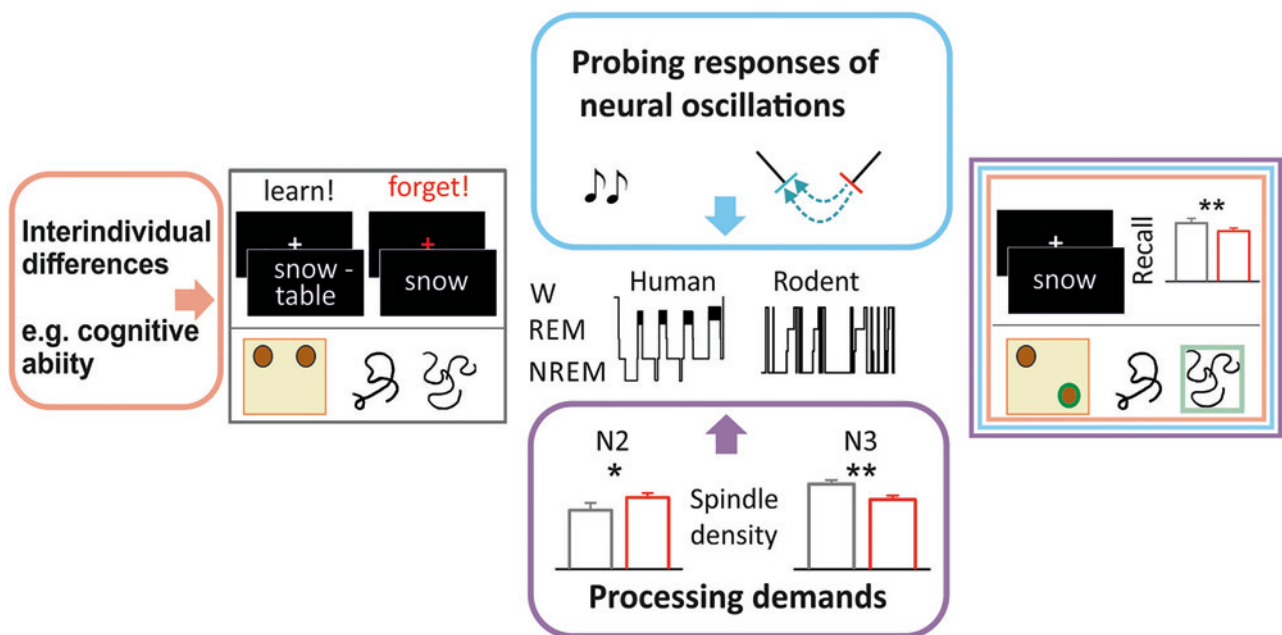 Probing responses of
neural oscillations
Interindividual
differences
e.g. cognitive
abiity
learn!
forget!
+
+
snow -
table
snow
W
REM
NREM
Human
Rodent
N2
*
Spindle
density
N3
**
Processing demands
+
snow
Recall
**